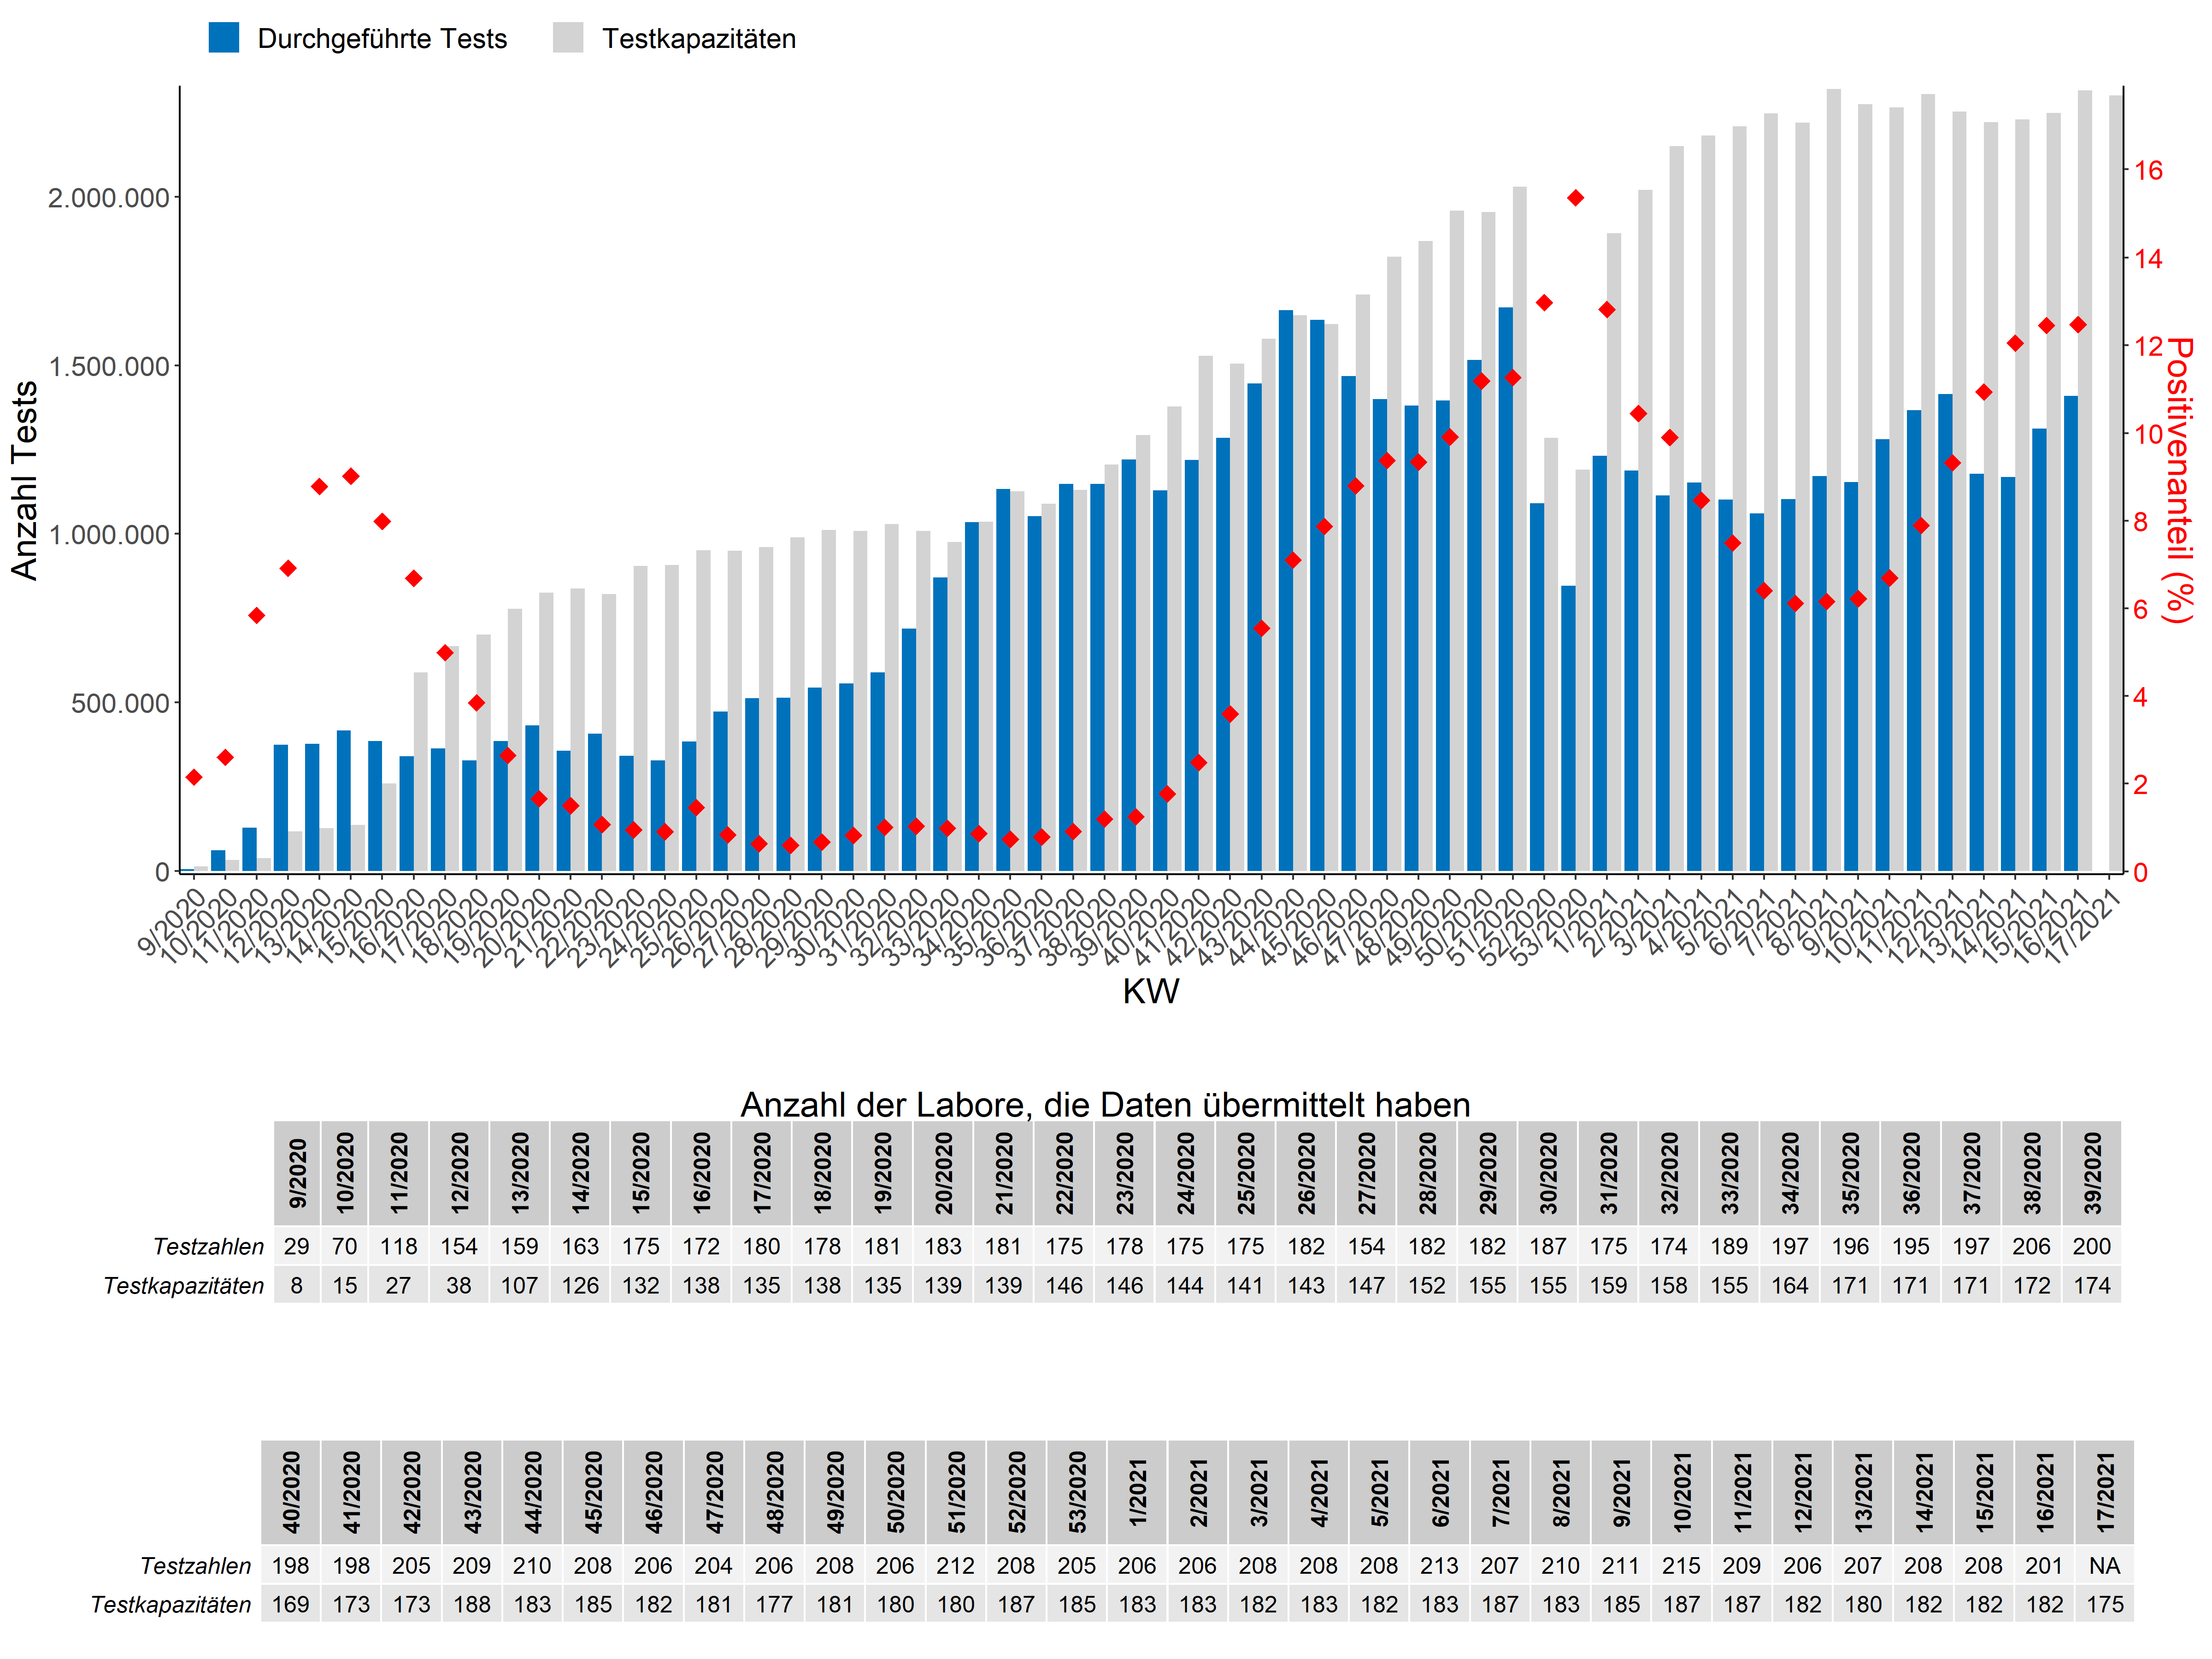 Durchgeführte Tests Testkapazitäten
Anzahl Tests
2.000.000
1.500.000
1.000.000
500.000
0
16
14
12
10
8
6
4
2
0
Positivenanteil (%)
9/2020 10/2020 11/2020 12/2020 13/2020 14/2020 15/2020 16/2020 17/2020 18/2020 19/2020 20/2020 21/2020 22/2020 23/2020 24/2020 25/2020 26/2020 27/2020 28/2020 29/2020 30/2020 31/2020 32/2020 33/2020 34/2020 35/2020 36/2020 37/2020 38/2020 39/2020 40/2020 41/2020 42/2020 43/2020 44/2020 45/2020 46/2020 47/2020 48/2020 49/2020 50/2020 51/2020 52/2020 53/2020 1/2021 2/2021 3/2021 4/2021 5/2021 6/2021 7/2021 8/2021 9/2021 10/2021 11/2021 12/2021 13/2021 14/2021 15/2021 16/2021 17/2021
KW
Anzahl der Labore, die Daten übermittelt haben
9/2020 10/2020 11/2020 12/2020 13/2020 14/2020 15/2020 16/2020 17/2020 18/2020 19/2020 20/2020 21/2020 22/2020 23/2020 24/2020 25/2020 26/2020 27/2020 28/2020 29/2020 30/2020 31/2020 32/2020 33/2020 34/2020 35/2020 36/2020 37/2020 38/2020 39/2020
Testzahlen 29 70 118 154 159 163 175 172 180 178 181 183 181 175 178 175 175 182 154 182 182 187 175 174 189 197 196 195 197 206 200
Testkapazitäten 8 15 27 38 107 126 132 138 135 138 135 139 139 146 146 144 141 143 147 152 155 155 159 158 155 164 171 171 171 172 174
40/2020 41/2020 42/2020 43/2020 44/2020 45/2020 46/2020 47/2020 48/2020 49/2020 50/2020 51/2020 52/2020 53/2020 1/2021 2/2021 3/2021 4/2021 5/2021 6/2021 7/2021 8/2021 9/2021 10/2021 11/2021 12/2021 13/2021 14/2021 15/2021 16/2021 17/2021
Testzahlen 198 198 205 209 210 208 206 204 206 208 206 212 208 205 206 206 208 208 208 213 207 210 211 215 209 206 207 208 208 201 NA
Testkapazitäten 169 173 173 188 183 185 182 181 177 181 180 180 187 185 183 183 182 183 182 183 187 183 185 187 187 182 180 182 182 182 175